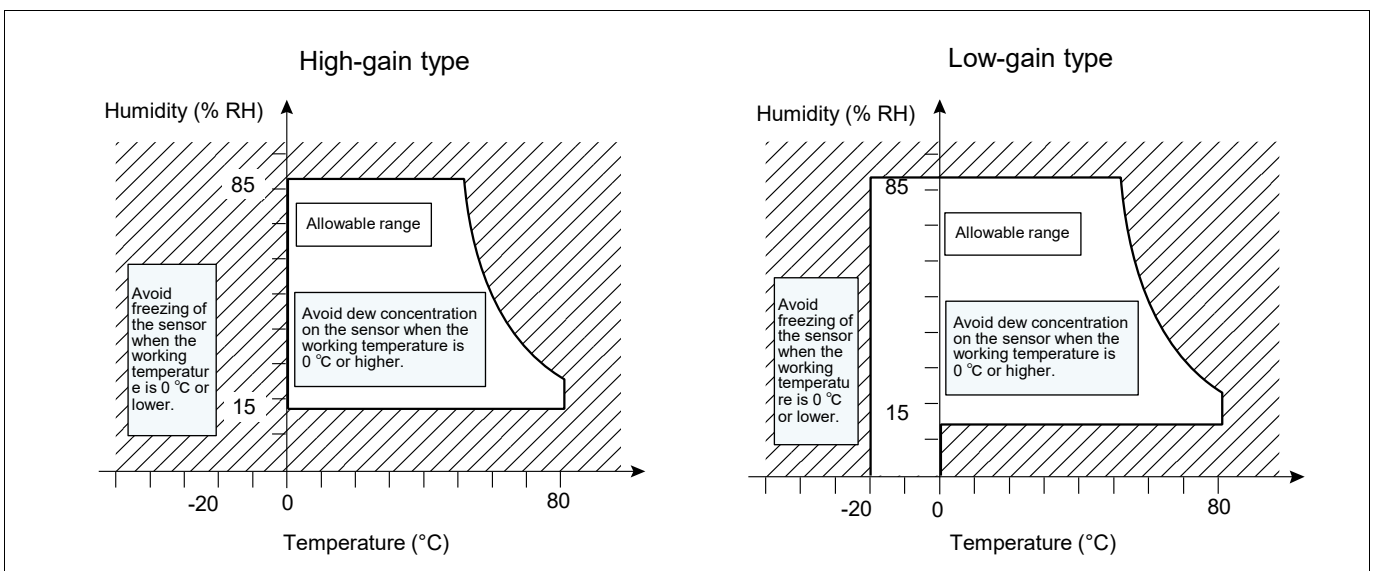 High-gain type
Humidity (% RH)
85
Allowable range
Avoid
freezing of
the sensor
when the
working
temperatur
e is 0 °C or
lower.
Avoid dew concentration
on the sensor when the
working temperature is
0 °C or higher.
15
-20
0
80
Temperature (°C)
Low-gain type
Humidity (% RH)
85
Allowable range
Avoid
freezing of
the sensor
when the
working
temperatu
re is 0 °C
or lower.
Avoid dew concentration
on the sensor when the
working temperature is
0 °C or higher.
15
-20
0
80
Temperature (°C)